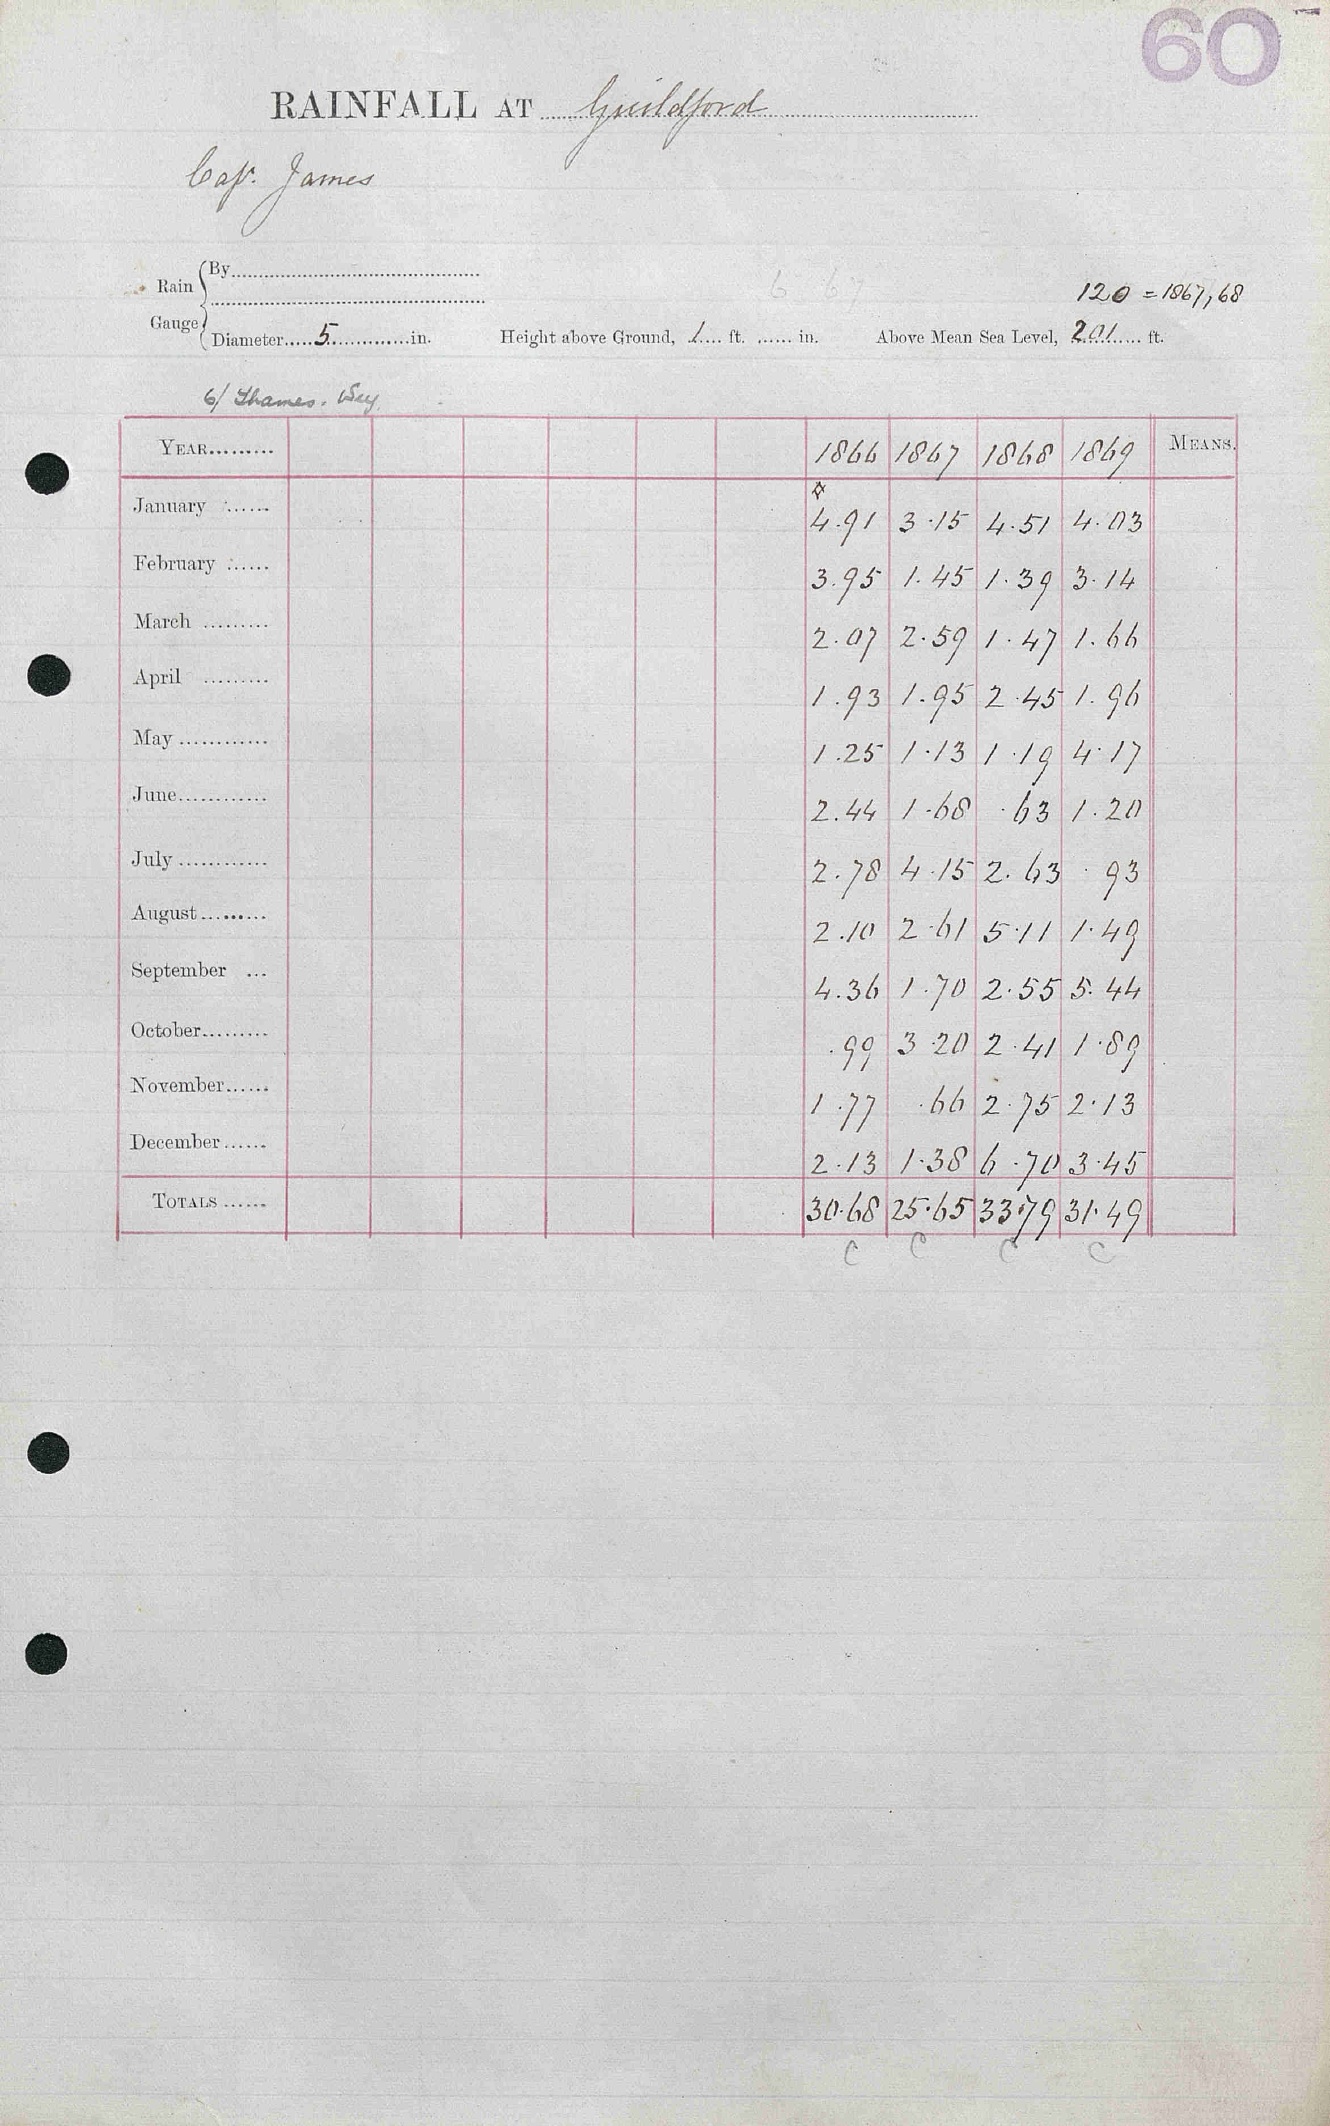 60
RAINFALL AT Guildford
Cap. James
Rain Gauge
By
120 = 1867, 68
Diameter 5 in. Height above Ground, 1 ft. in. Above Mean Sea Level, 201 ft.
6/ Thames. Wey
YEAR 1866 1867 1868 1869 MEANS.
January 4.91 3.15 4.51 4.03
February 3.95 1.45 1.39 3.14
March 2.07 2.59 1.47 1.66
April 1.93 1.95 2.45 1.96
May 1.25 1.13 1.19 4.17
June 2.44 1.68 .63 1.20
July 2.78 4.15 2.63 .93
August 2.10 2.61 5.11 1.49
September 4.36 1.70 2.55 5.44
October .99 3.20 2.41 1.89
November 1.77 .66 2.75 2.13
December 2.13 1.38 6.70 3.45
TOTALS 30.68 25.65 33.79 31.49
C C C C